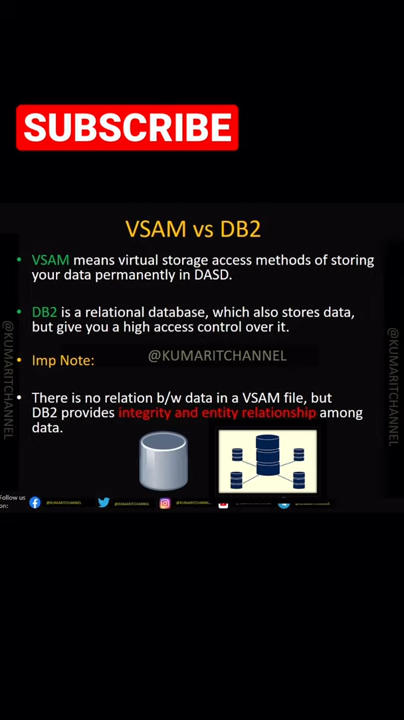 SUBSCRIBE
VSAM vs DB2
• VSAM means virtual storage access methods of storing
your data permanently in DASD.
• DB2 is a relational database, which also stores data,
but give you a high access control over it.
• Imp Note:
@KUMARITCHANNEL
• There is no relation b/w data in a VSAM file, but
DB2 provides integrity and entity relationship among
data.
@KUMARITCHANNEL
@KUMARITCHANNEL
Follow us
on:
@KUMARITCHANNEL
@KUMARITCHANNEL